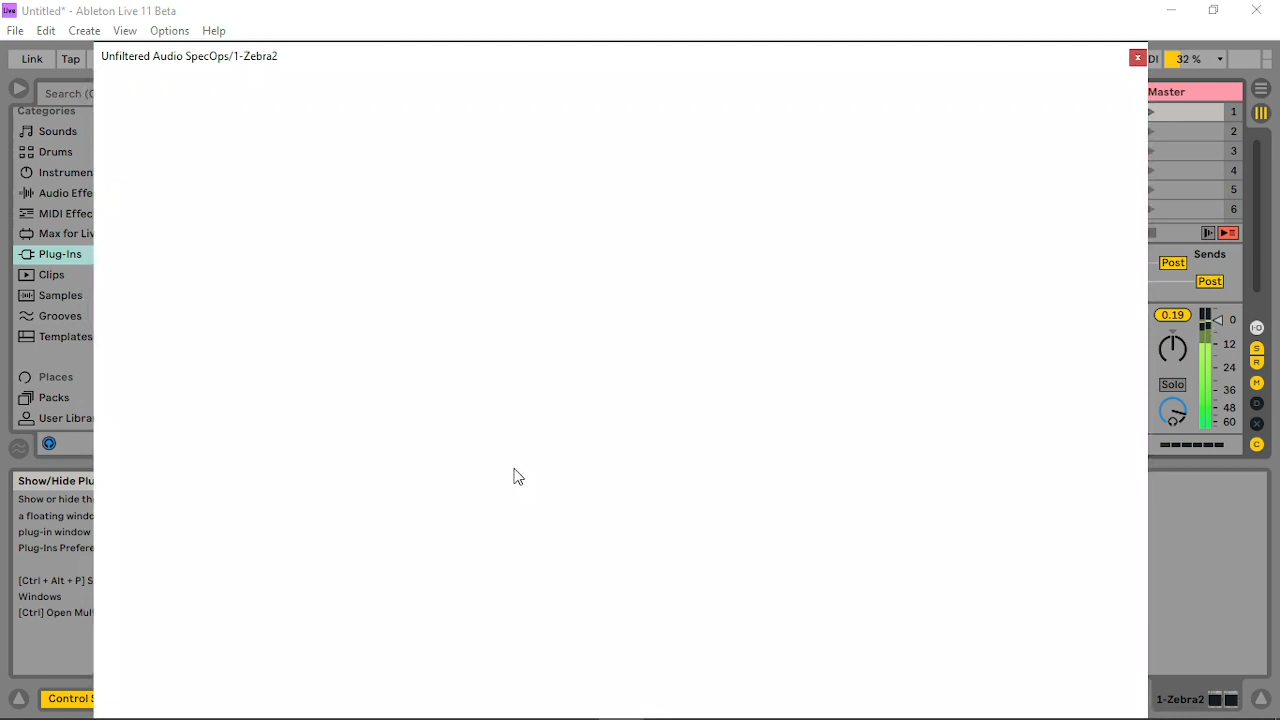 Live Untitled* - Ableton Live 11 Beta
File Edit Create View Options Help
Link Tap
Unfiltered Audio SpecOps/1-Zebra2
x
DI 32 %
Search (C
Categories
Sounds
Drums
Instrumen
Audio Effe
MIDI Effec
Max for Liv
Plug-Ins
Clips
Samples
Grooves
Templates
Places
Packs
User Libra
Master
1
2
3
4
5
6
Sends
Post
Post
0.19
0
12
24
36
48
60
Solo
I·O
S
R
M
D
X
C
Show/Hide Plu
Show or hide th
a floating windo
plug-in window
Plug-Ins Prefere
[Ctrl + Alt + P] S
Windows
[Ctrl] Open Mul
Control S
1-Zebra2